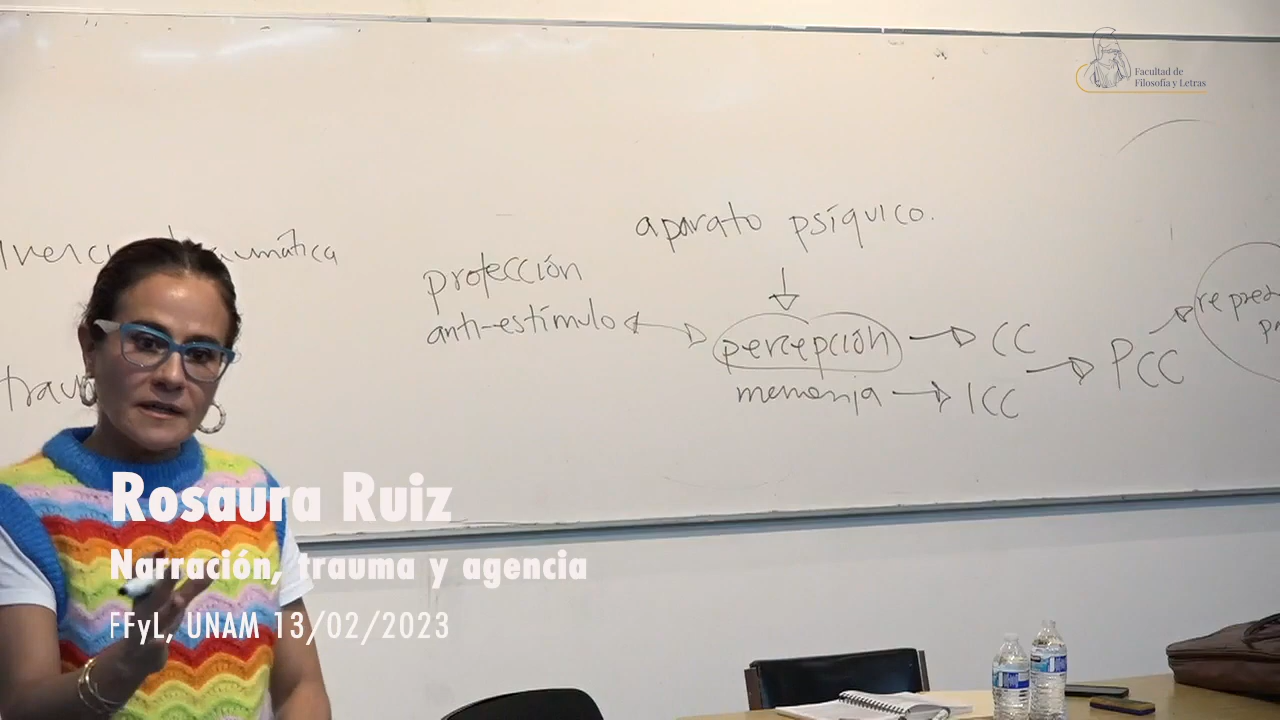 Facultad de
Filosofía y Letras
aparato psíquico.
protección
anti-estímulo
percepción
CC
memoria
ICC
PCC
Rosaura Ruiz
Narración, trauma y agencia
FFyL, UNAM 13/02/2023